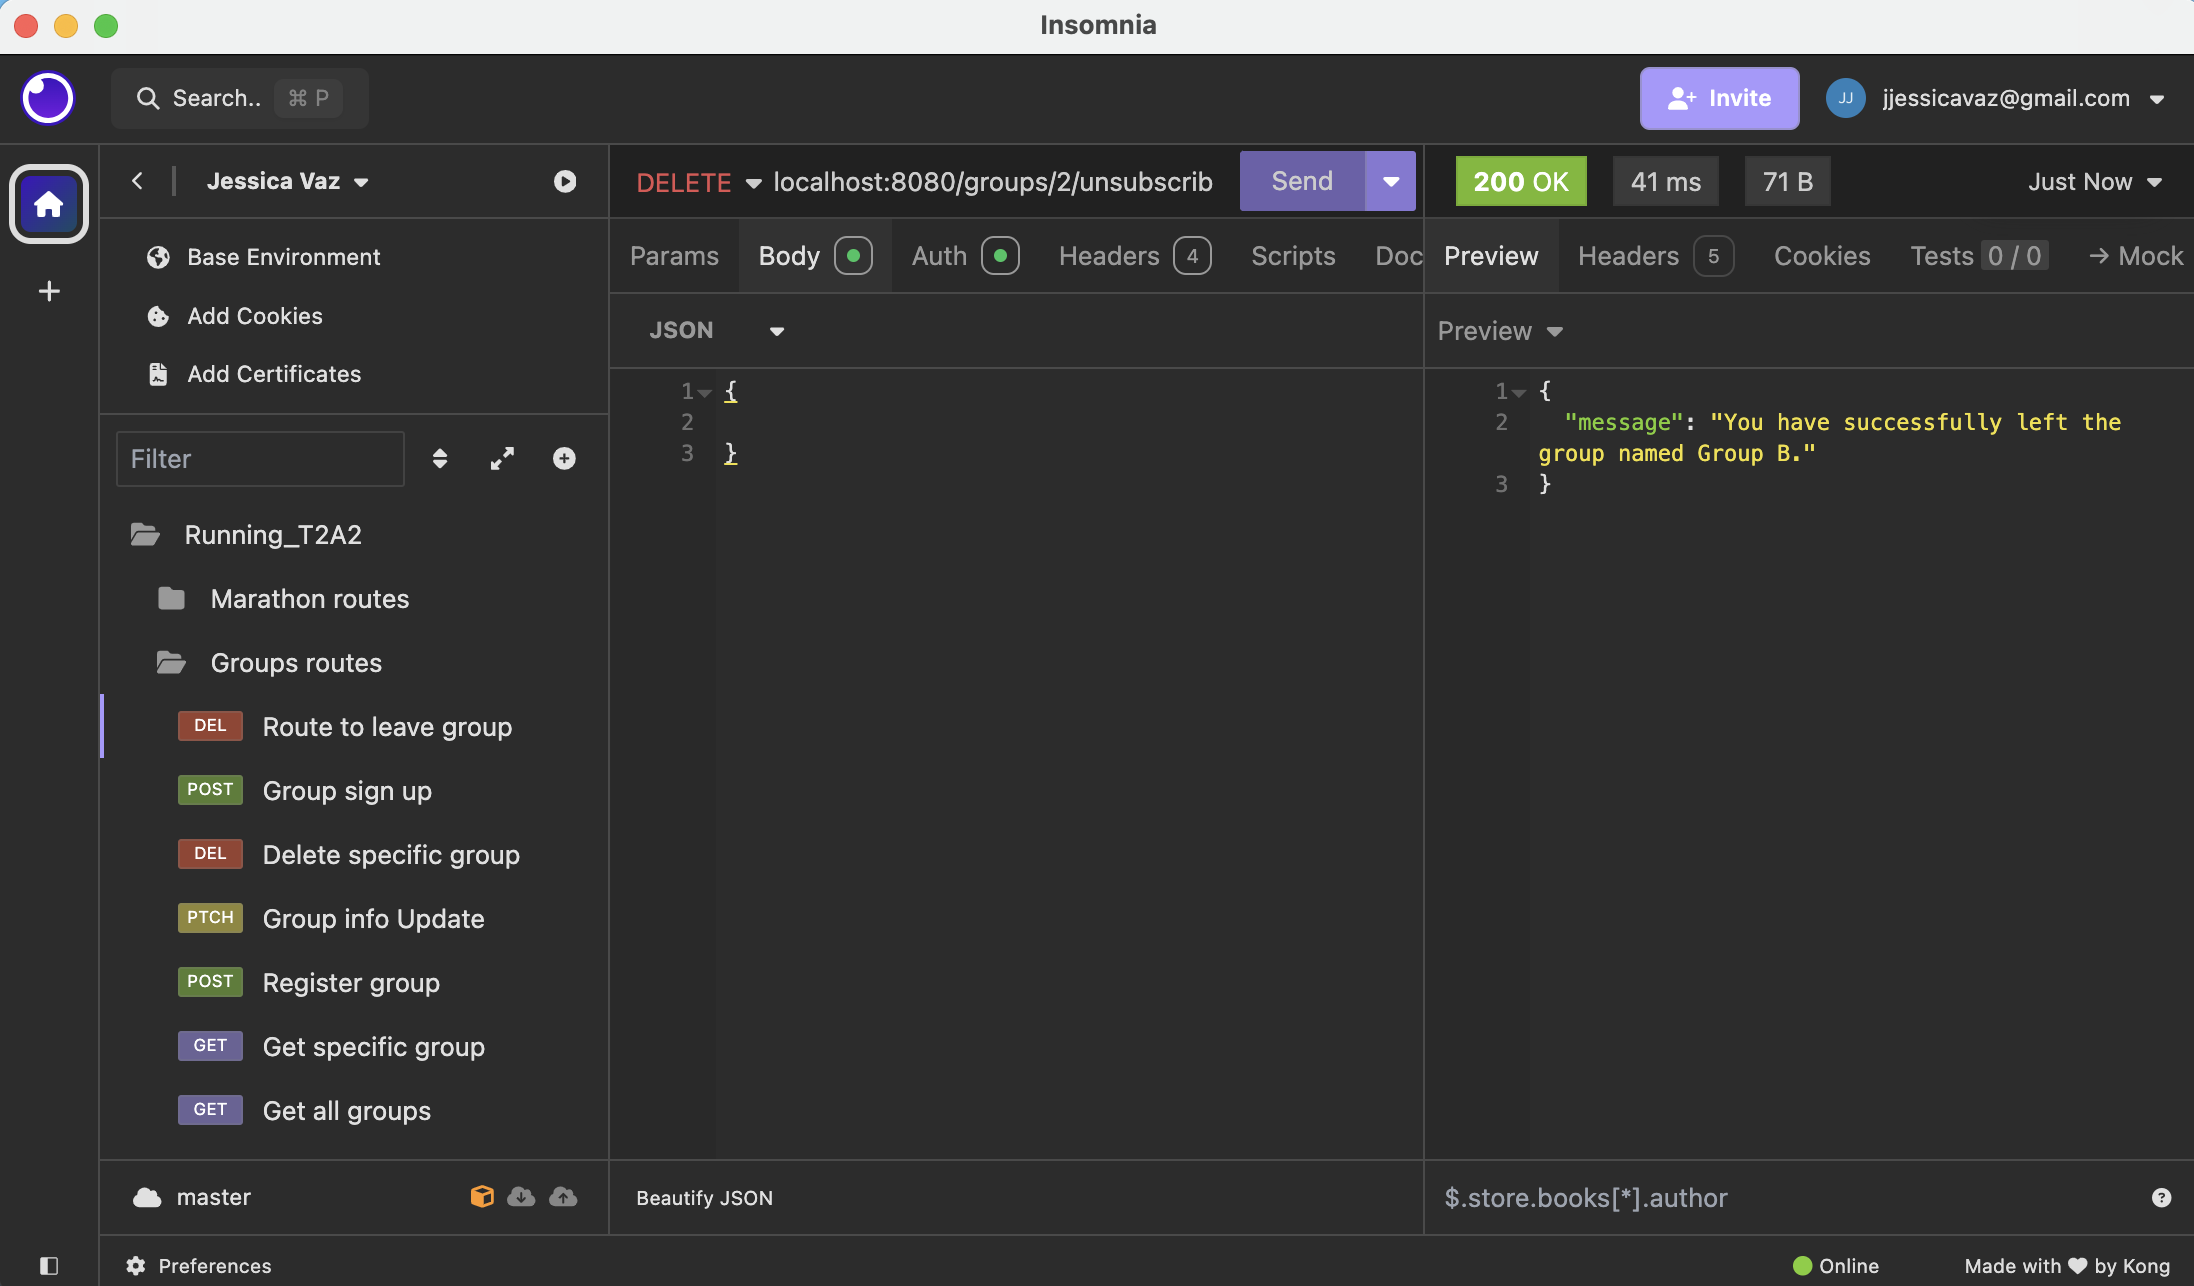 Insomnia
Search.. ⌘ P
Invite
JJ jjessicavaz@gmail.com
Jessica Vaz
DELETE localhost:8080/groups/2/unsubscrib Send
200 OK 41 ms 71 B Just Now
Base Environment
Add Cookies
Add Certificates
Params Body Auth Headers 4 Scripts Doc
Preview Headers 5 Cookies Tests 0 / 0 → Mock
JSON
Preview
1 {
2
3 }
1 {
2 "message": "You have successfully left the
group named Group B."
3 }
Filter
Running_T2A2
Marathon routes
Groups routes
DEL Route to leave group
POST Group sign up
DEL Delete specific group
PTCH Group info Update
POST Register group
GET Get specific group
GET Get all groups
master
Beautify JSON
$.store.books[*].author
Preferences
Online
Made with ♥ by Kong